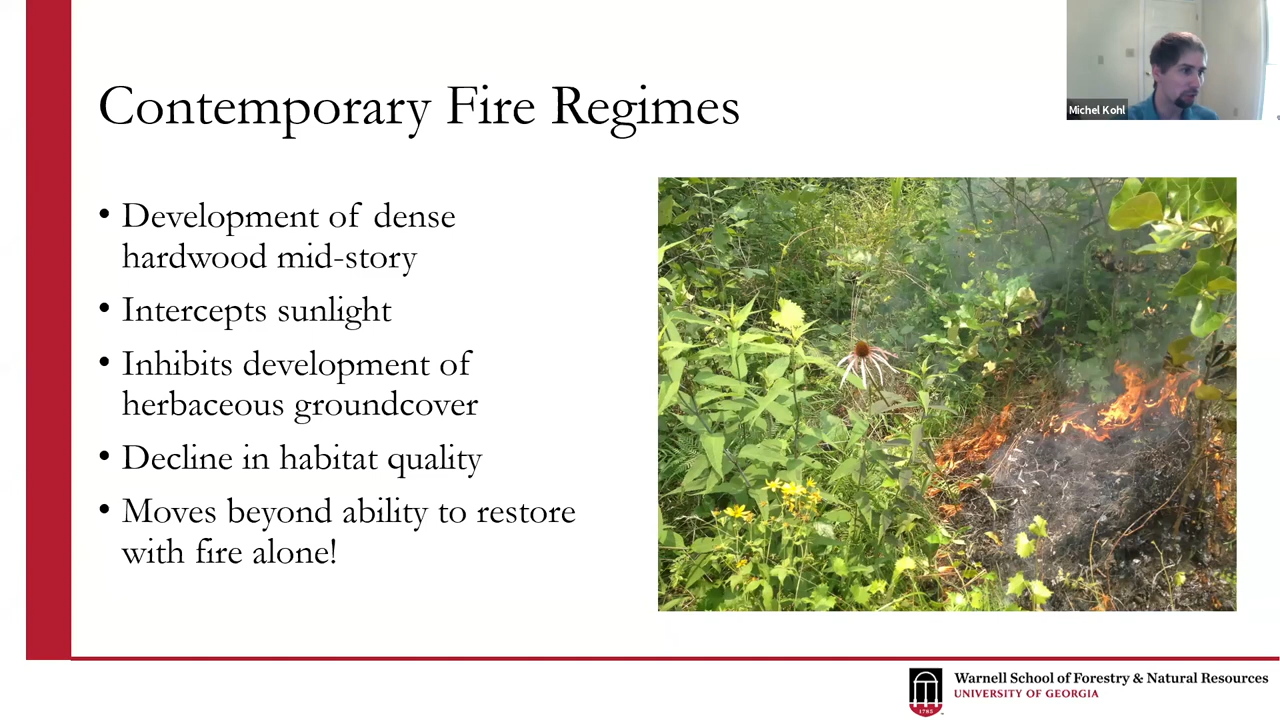 Contemporary Fire Regimes
Michel Kohl
• Development of dense
hardwood mid-story
• Intercepts sunlight
• Inhibits development of
herbaceous groundcover
• Decline in habitat quality
• Moves beyond ability to restore
with fire alone!
1785
Warnell School of Forestry & Natural Resources
UNIVERSITY OF GEORGIA